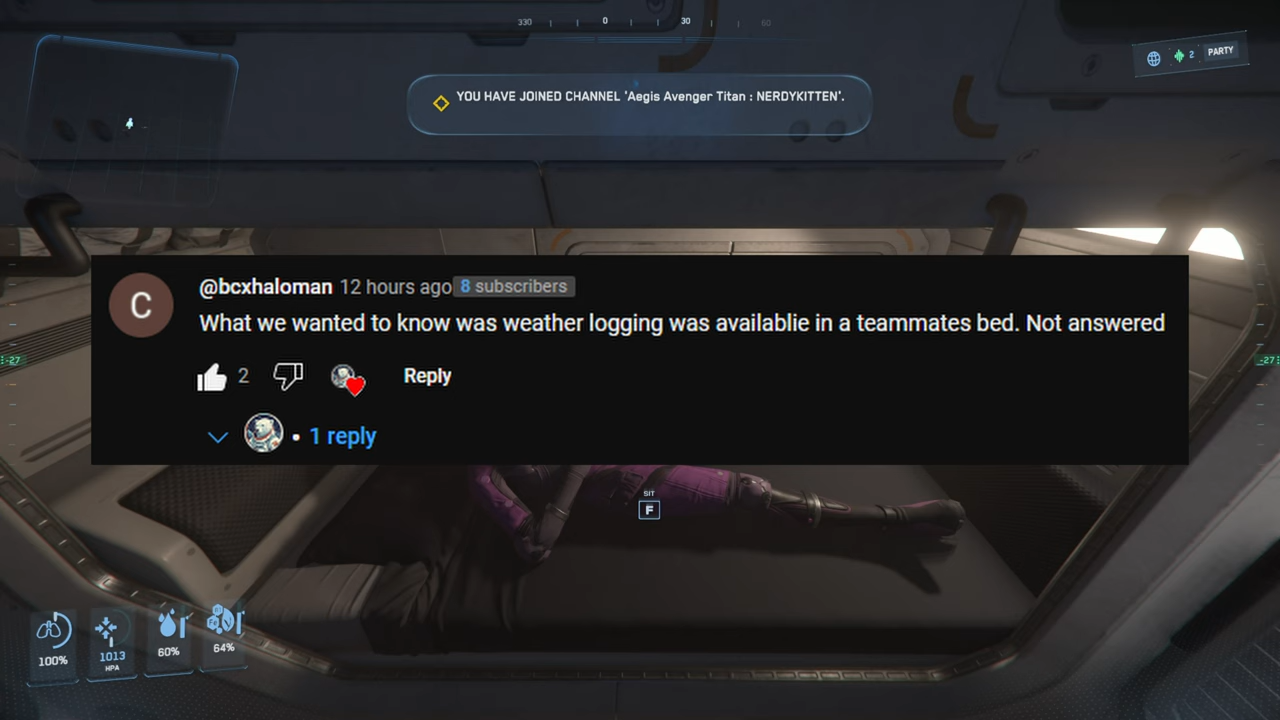 330 0 30 60
2 PARTY
YOU HAVE JOINED CHANNEL 'Aegis Avenger Titan : NERDYKITTEN'.
C
@bcxhaloman 12 hours ago 8 subscribers
What we wanted to know was weather logging was availablie in a teammates bed. Not answered
-27
-27
2 Reply
• 1 reply
SIT
F
100%
1013
HPA
60%
64%